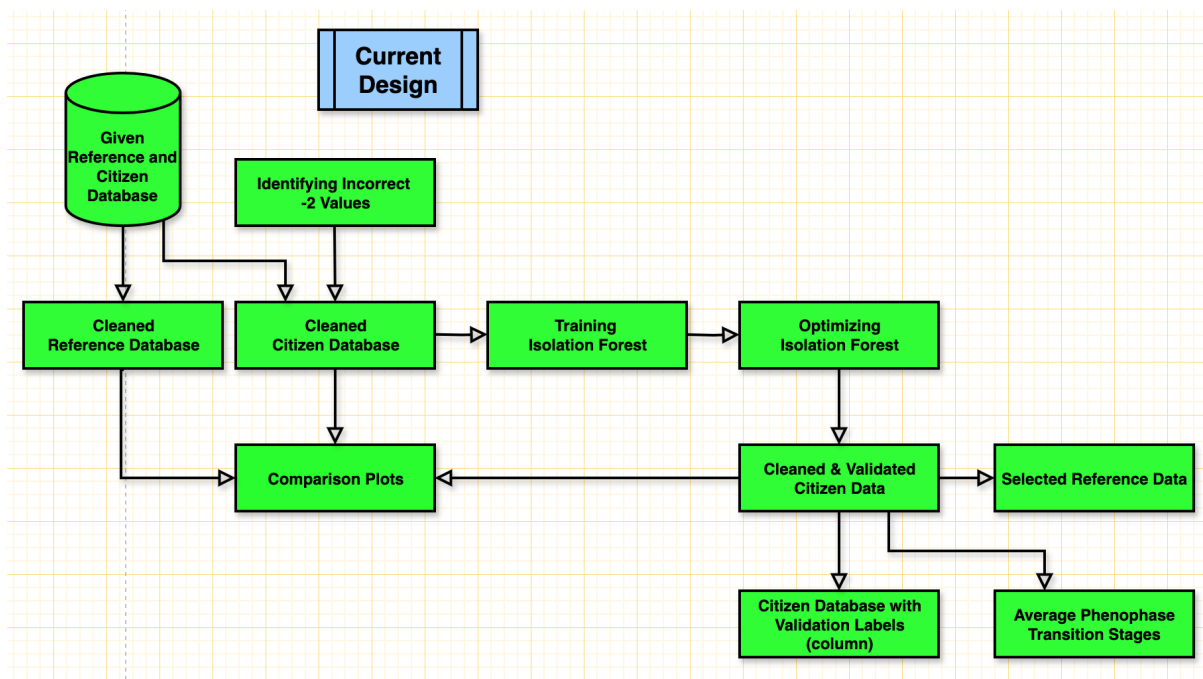 Current
Design
Given
Reference and
Citizen
Database
Identifying Incorrect
-2 Values
Cleaned
Reference Database
Cleaned
Citizen Database
Training
Isolation Forest
Optimizing
Isolation Forest
Comparison Plots
Cleaned & Validated
Citizen Data
Selected Reference Data
Citizen Database with
Validation Labels
(column)
Average Phenophase
Transition Stages